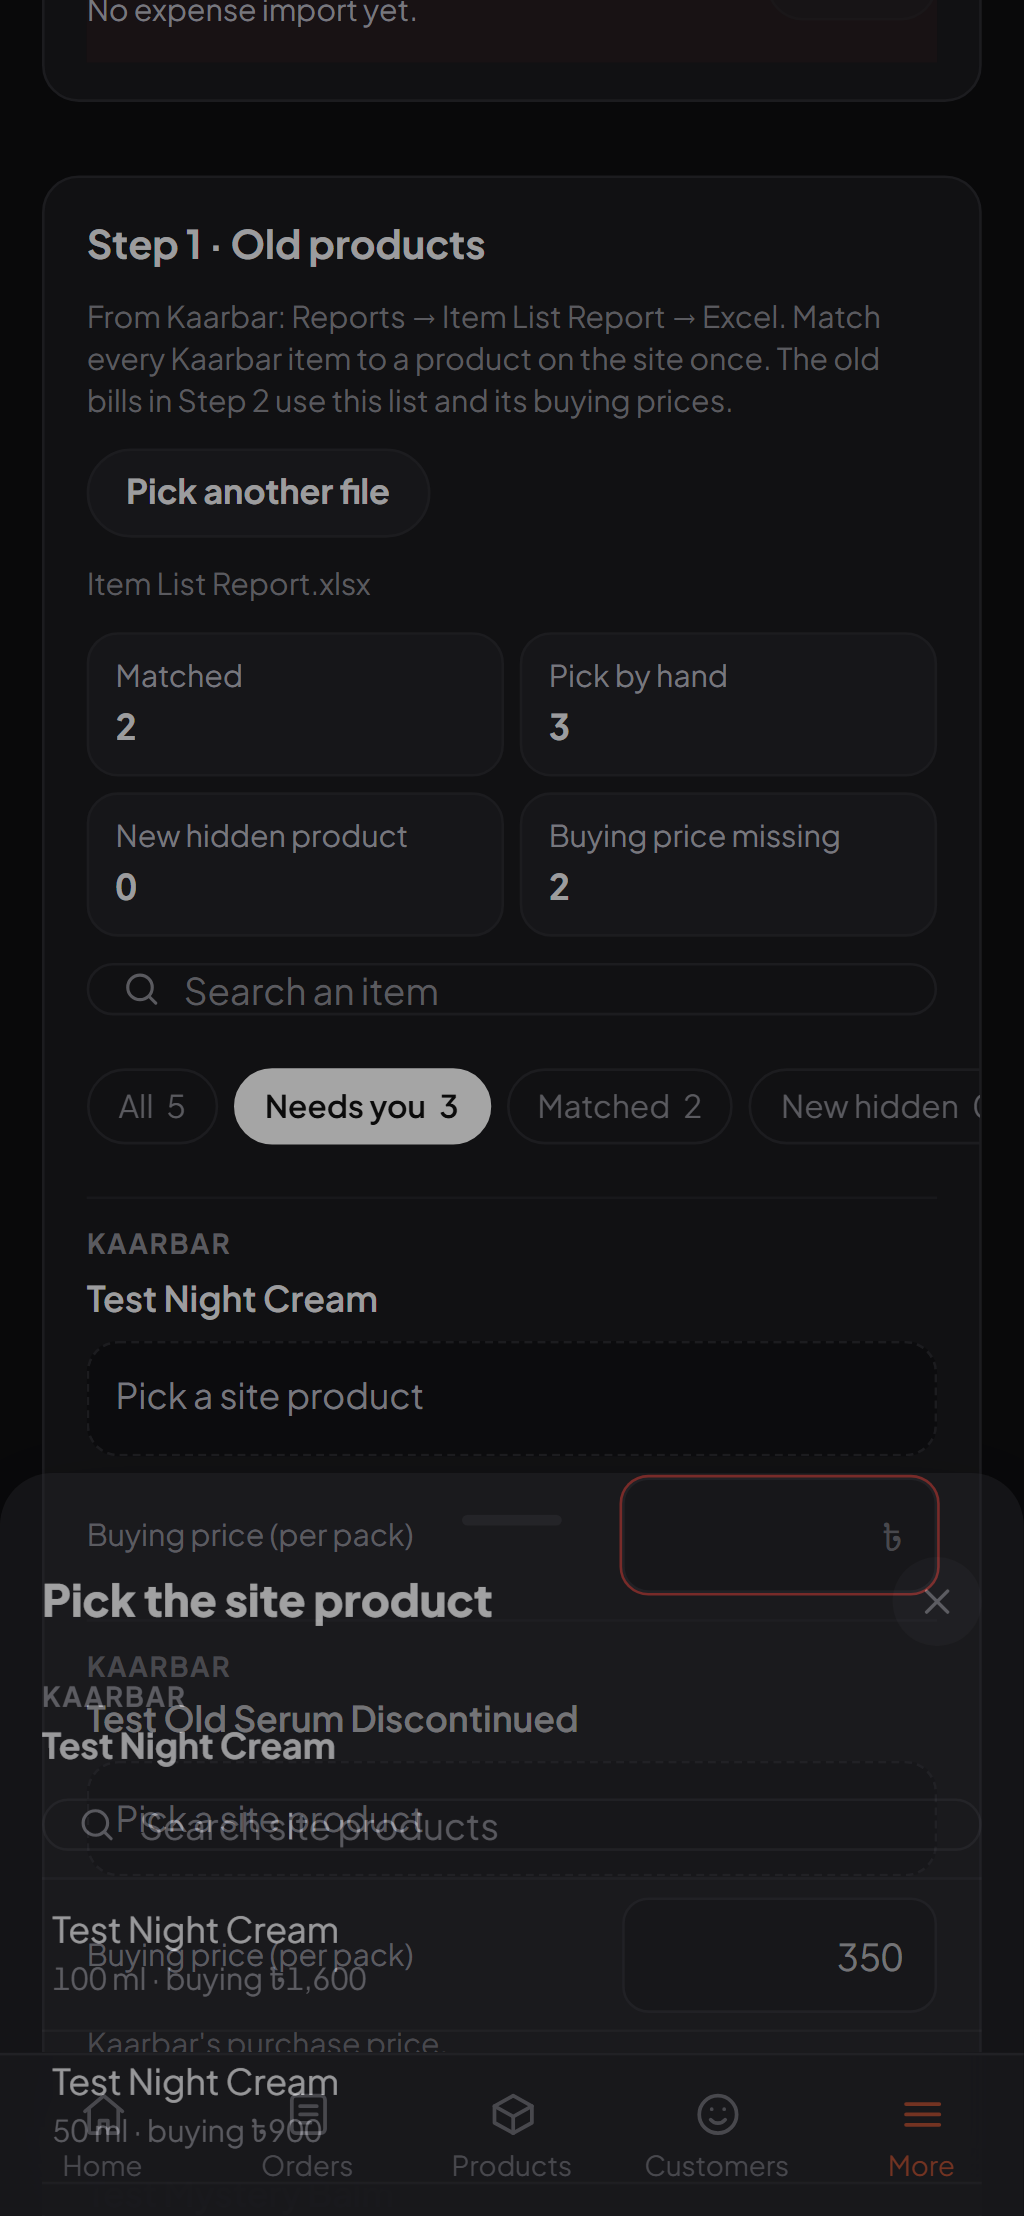 No expense import yet.
Step 1 · Old products
From Kaarbar: Reports → Item List Report → Excel. Match
every Kaarbar item to a product on the site once. The old
bills in Step 2 use this list and its buying prices.
Pick another file
Item List Report.xlsx
Matched
2
Pick by hand
3
New hidden product
0
Buying price missing
2
Search an item
All 5
Needs you 3
Matched 2
New hidden
KAARBAR
Test Night Cream
Pick a site product
Buying price (per pack)
৳
Pick the site product
KAARBAR
Test Old Serum Discontinued
KAARBAR
Test Night Cream
Pick a site product
Search site products
Test Night Cream
100 ml · buying ৳1,600
Buying price (per pack)
350
Kaarbar's purchase price.
Test Night Cream
50 ml · buying ৳900
Home
Orders
Products
Customers
More